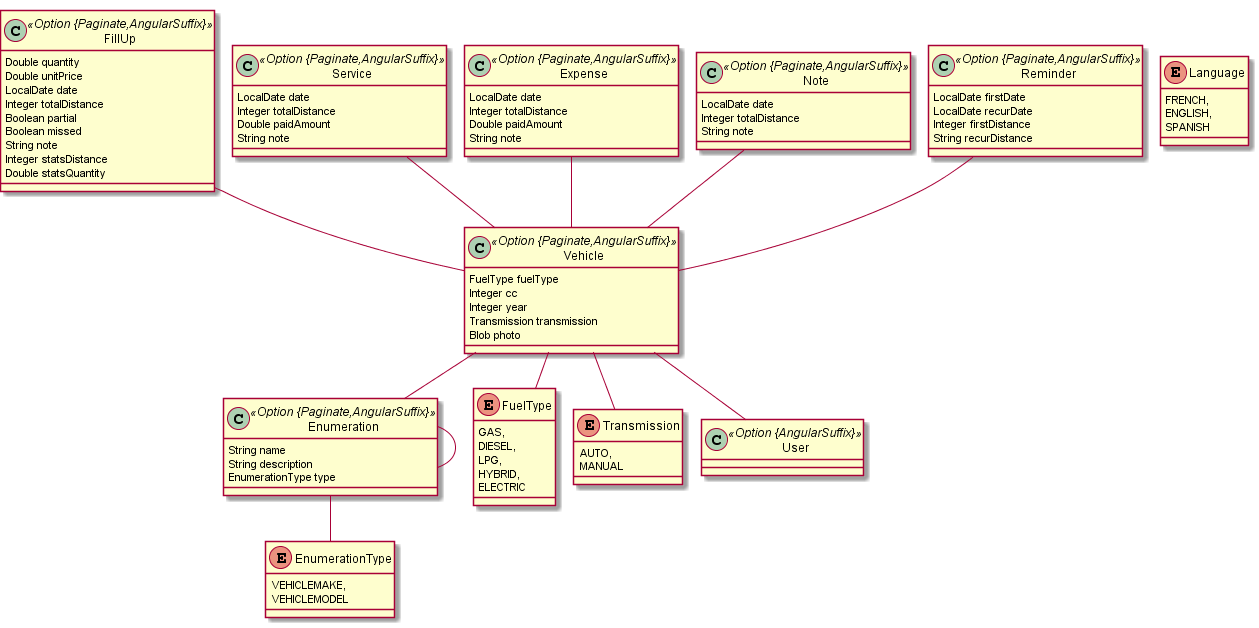 C «Option {Paginate,AngularSuffix}»
FillUp
Double quantity
Double unitPrice
LocalDate date
Integer totalDistance
Boolean partial
Boolean missed
String note
Integer statsDistance
Double statsQuantity
C «Option {Paginate,AngularSuffix}»
Service
LocalDate date
Integer totalDistance
Double paidAmount
String note
C «Option {Paginate,AngularSuffix}»
Expense
LocalDate date
Integer totalDistance
Double paidAmount
String note
C «Option {Paginate,AngularSuffix}»
Note
LocalDate date
Integer totalDistance
String note
C «Option {Paginate,AngularSuffix}»
Reminder
LocalDate firstDate
LocalDate recurDate
Integer firstDistance
String recurDistance
E Language
FRENCH,
ENGLISH,
SPANISH
C «Option {Paginate,AngularSuffix}»
Vehicle
FuelType fuelType
Integer cc
Integer year
Transmission transmission
Blob photo
C «Option {Paginate,AngularSuffix}»
Enumeration
String name
String description
EnumerationType type
E FuelType
GAS,
DIESEL,
LPG,
HYBRID,
ELECTRIC
E Transmission
AUTO,
MANUAL
C «Option {AngularSuffix}»
User
E EnumerationType
VEHICLEMAKE,
VEHICLEMODEL